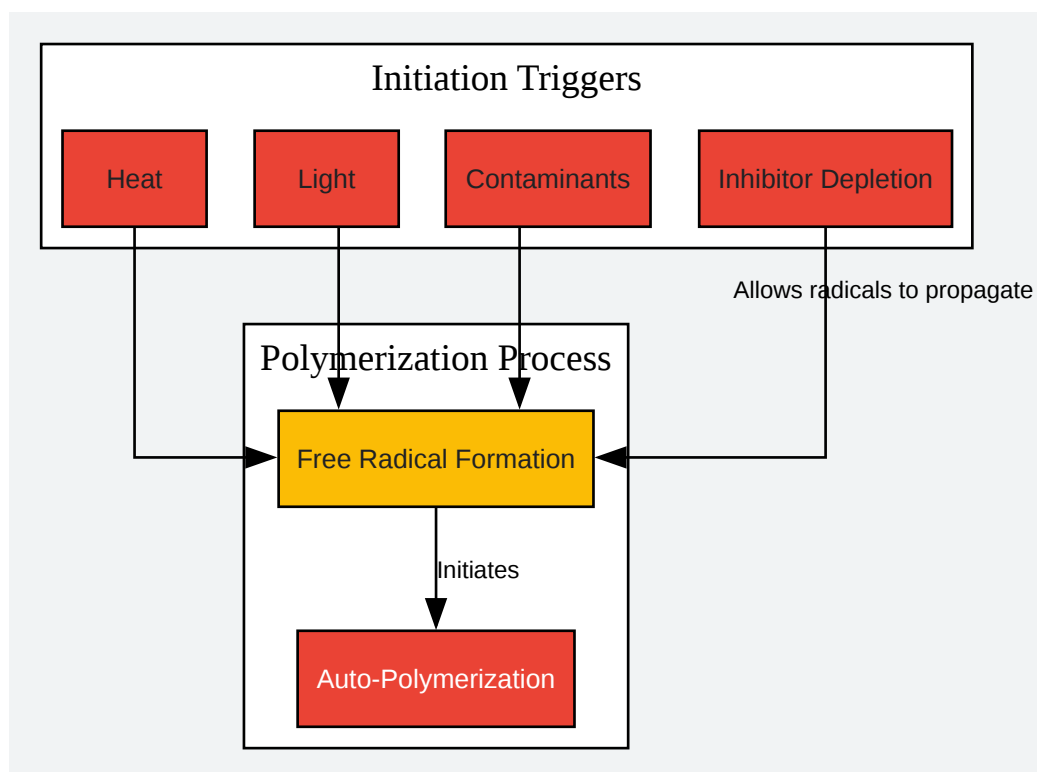 Initiation Triggers
Heat
Light
Contaminants
Inhibitor Depletion
Allows radicals to propagate
Polymerization Process
Free Radical Formation
Initiates
Auto-Polymerization